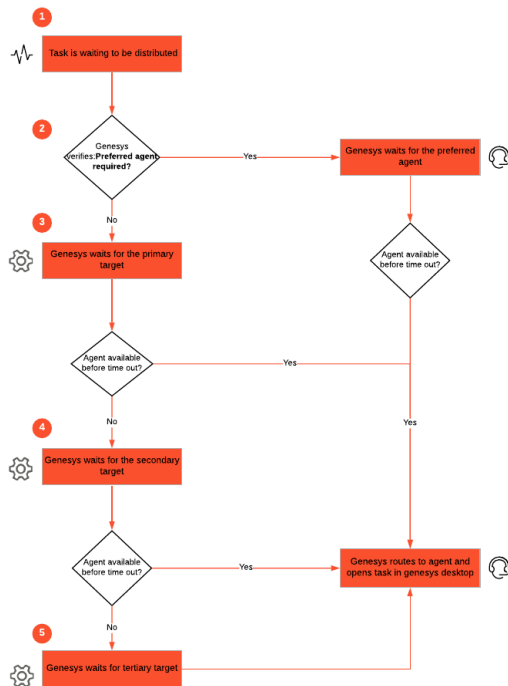 1
Task is waiting to be distributed
2
Genesys
verifies:Preferred agent
required?
Yes
Genesys waits for the preferred
agent
No
3
Genesys waits for the primary
target
Agent available
before time out?
Agent available
before time out?
Yes
No
Yes
4
Genesys waits for the secondary
target
Agent available
before time out?
Yes
Genesys routes to agent and
opens task in genesys desktop
No
5
Genesys waits for tertiary target